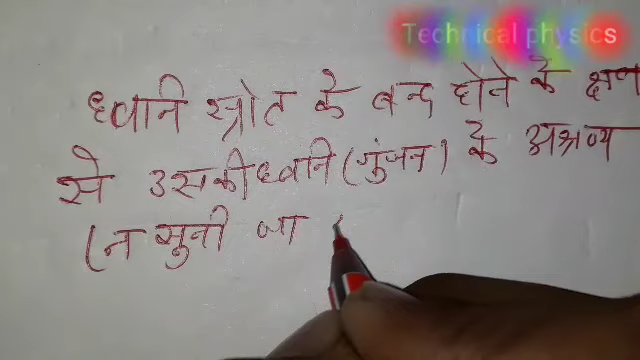 Technical physics
ध्वनि स्त्रोत के बन्द होने के क्षण
से उसकी ध्वनि (गुंजन) के अश्रव्य
(न सुनी जा